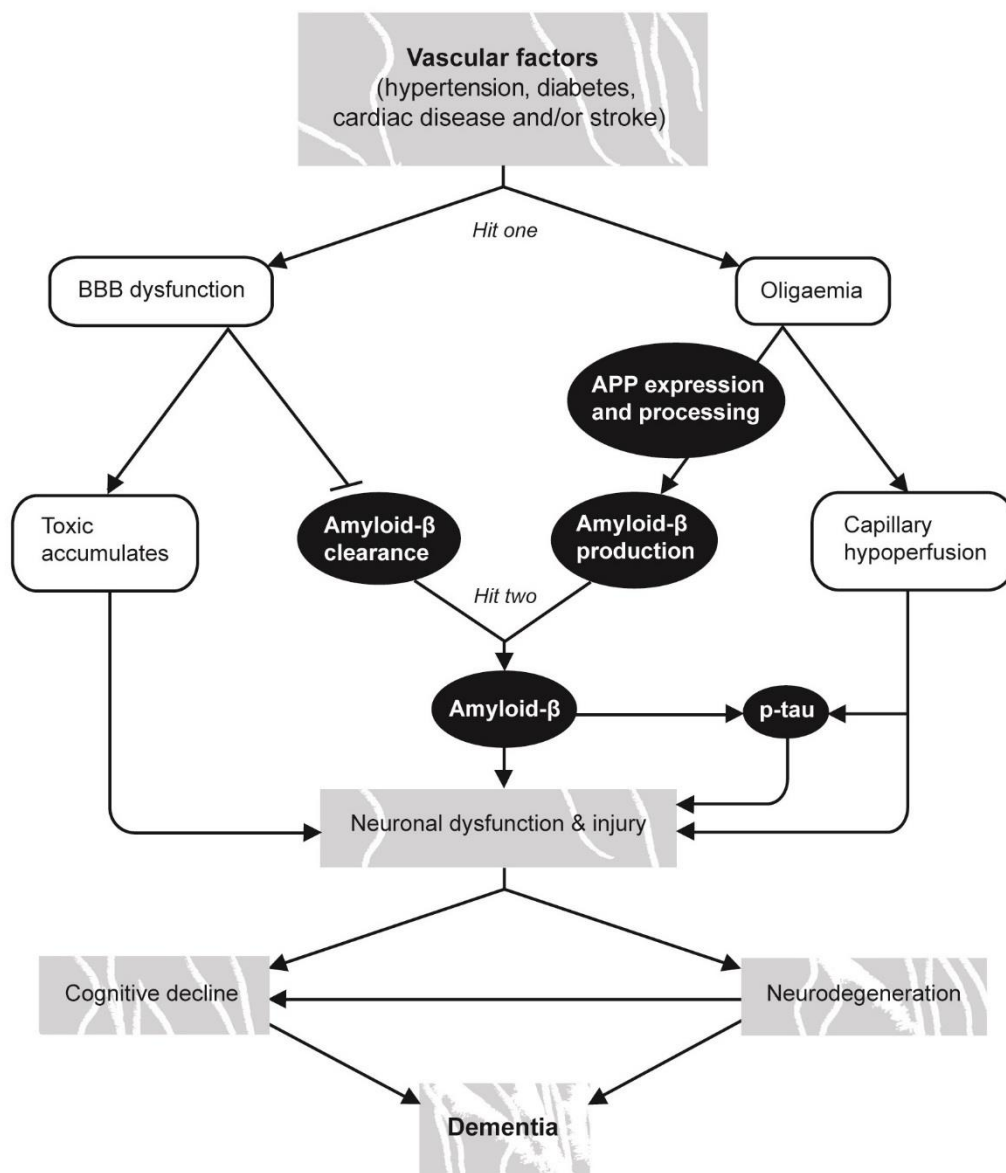 Vascular factors
(hypertension, diabetes,
cardiac disease and/or stroke)
Hit one
BBB dysfunction
Oligaemia
APP expression
and processing
Toxic
accumulates
Amyloid-β
clearance
Amyloid-β
production
Capillary
hypoperfusion
Hit two
Amyloid-β
p-tau
Neuronal dysfunction & injury
Cognitive decline
Neurodegeneration
Dementia